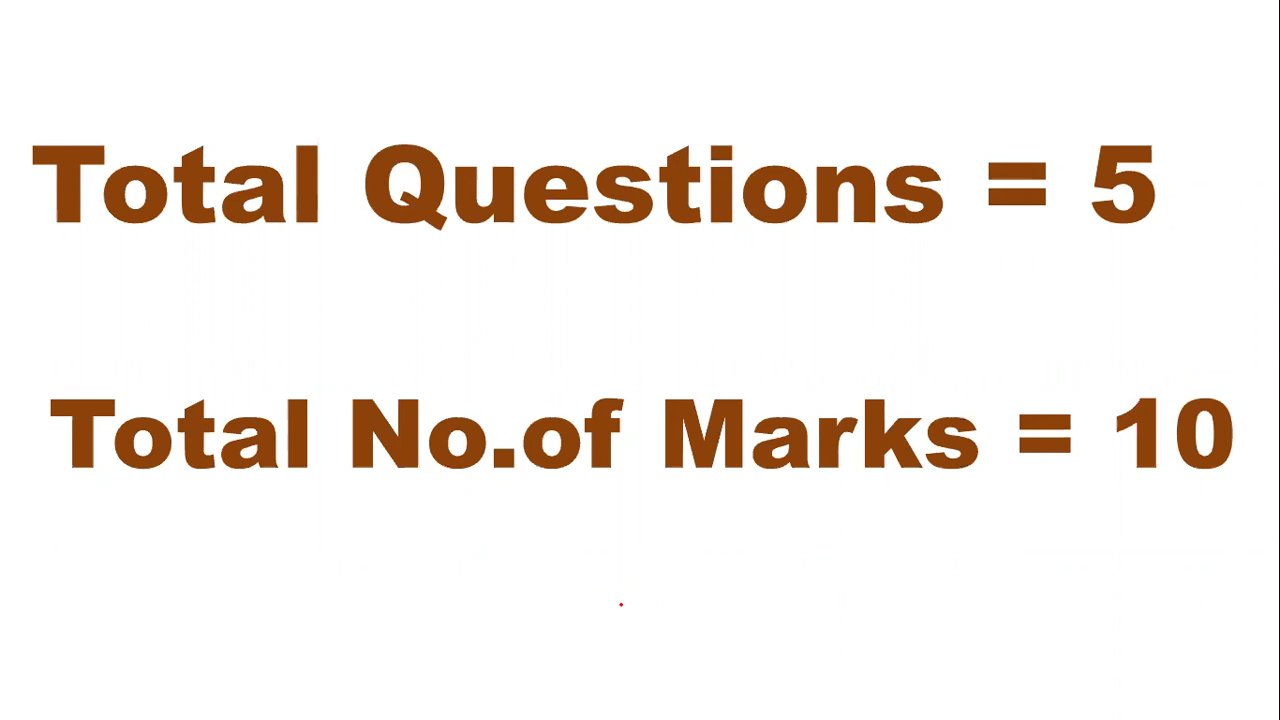 Total Questions = 5
Total No.of Marks = 10